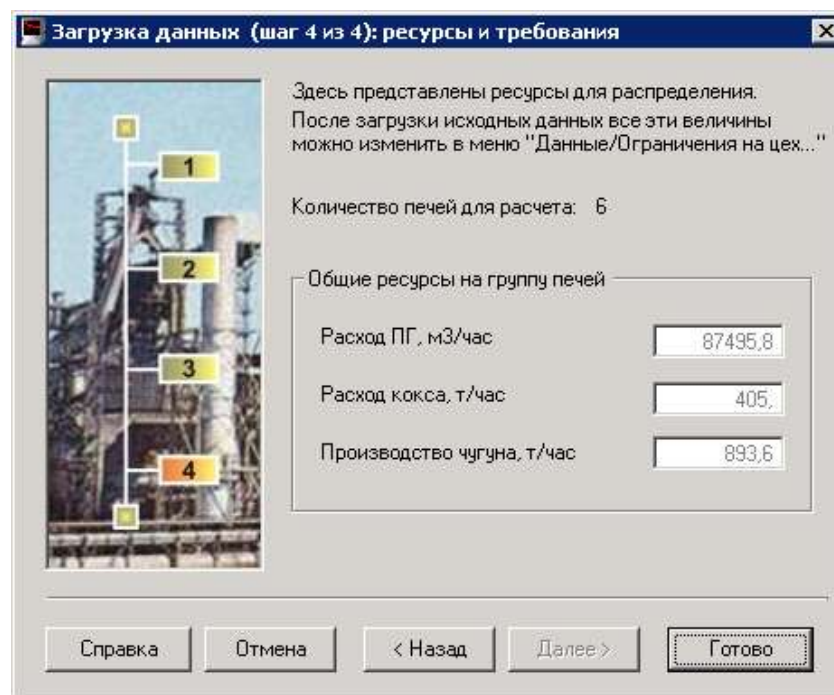 Загрузка данных (шаг 4 из 4): ресурсы и требования
Здесь представлены ресурсы для распределения.
После загрузки исходных данных все эти величины
можно изменить в меню "Данные/Ограничения на цех..."
Количество печей для расчета: 6
1
2
3
4
Общие ресурсы на группу печей
Расход ПГ, м3/час 87495,8
Расход кокса, т/час 405,
Производство чугуна, т/час 893,6
Справка Отмена < Назад Далее > Готово